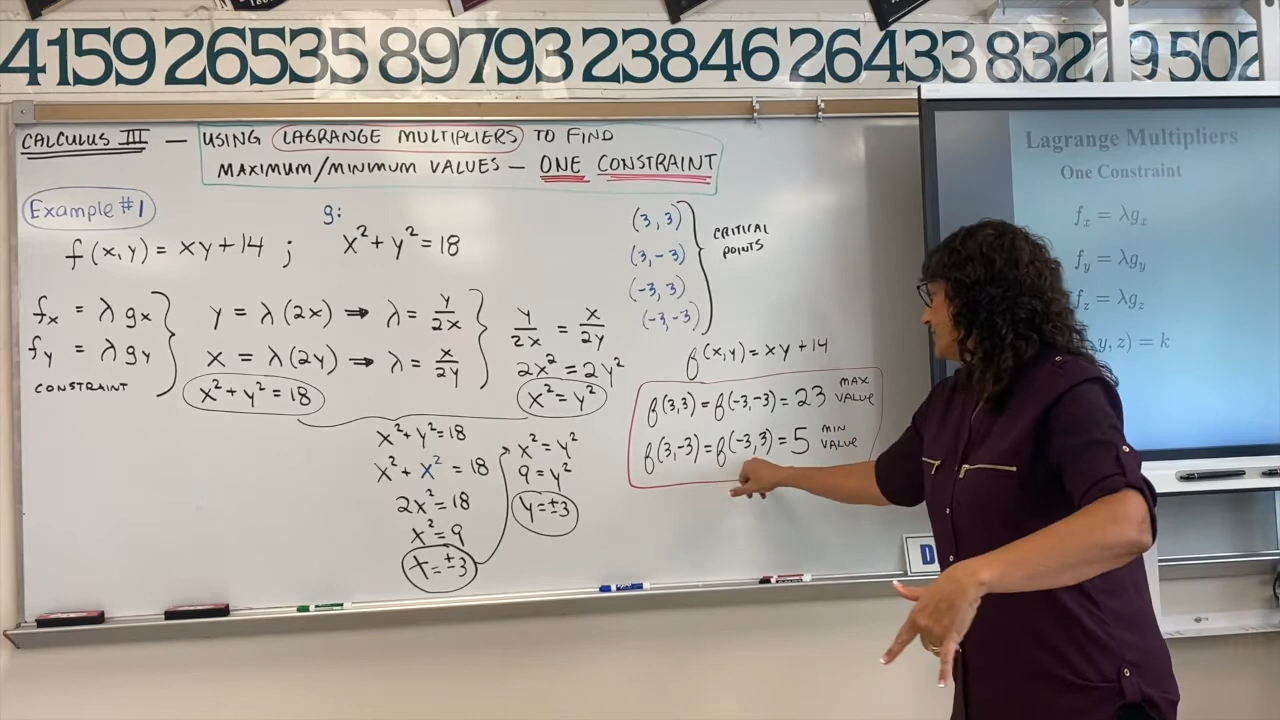 4159 26535 89793 23846 26433 832 9 502
CALCULUS III — USING LAGRANGE MULTIPLIERS TO FIND
MAXIMUM/MINIMUM VALUES — ONE CONSTRAINT
Example #1
g:
f(x,y) = xy+14 ; x²+y²=18
fx = λgx
fy = λgy
CONSTRAINT
y = λ(2x) → λ = y/2x
x = λ(2y) → λ = x/2y
x²+y²=18
y/2x = x/2y
2x²=2y²
x²=y²
x²+y²=18
x²+x²=18
2x²=18
x²=9
x=±3
x²=y²
9=y²
y=±3
(3,3)
(3,-3)
(-3,3)
(-3,-3)
CRITICAL
POINTS
f(x,y)=xy+14
f(3,3)=f(-3,-3)=23 MAX VALUE
f(3,-3)=f(-3,3)=5 MIN VALUE
Lagrange Multipliers
One Constraint
fx = λgx
fy = λgy
fz = λgz
y, z) = k
D